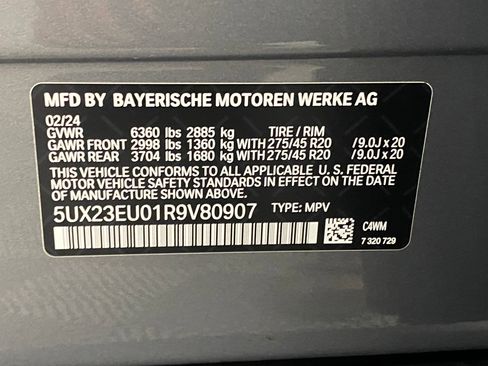 MFD BY BAYERISCHE MOTOREN WERKE AG
02/24
GVWR 6360 lbs 2885 kg TIRE / RIM
GAWR FRONT 2998 lbs 1360 kg WITH 275/45 R20 /9.0J x 20
GAWR REAR 3704 lbs 1680 kg WITH 275/45 R20 /9.0J x 20
THIS VEHICLE CONFORMS TO ALL APPLICABLE U. S. FEDERAL
MOTOR VEHICLE SAFETY STANDARDS IN EFFECT ON THE DATE
OF MANUFACTURE SHOWN ABOVE.
5UX23EU01R9V80907 TYPE: MPV
C4WM
7 320 729